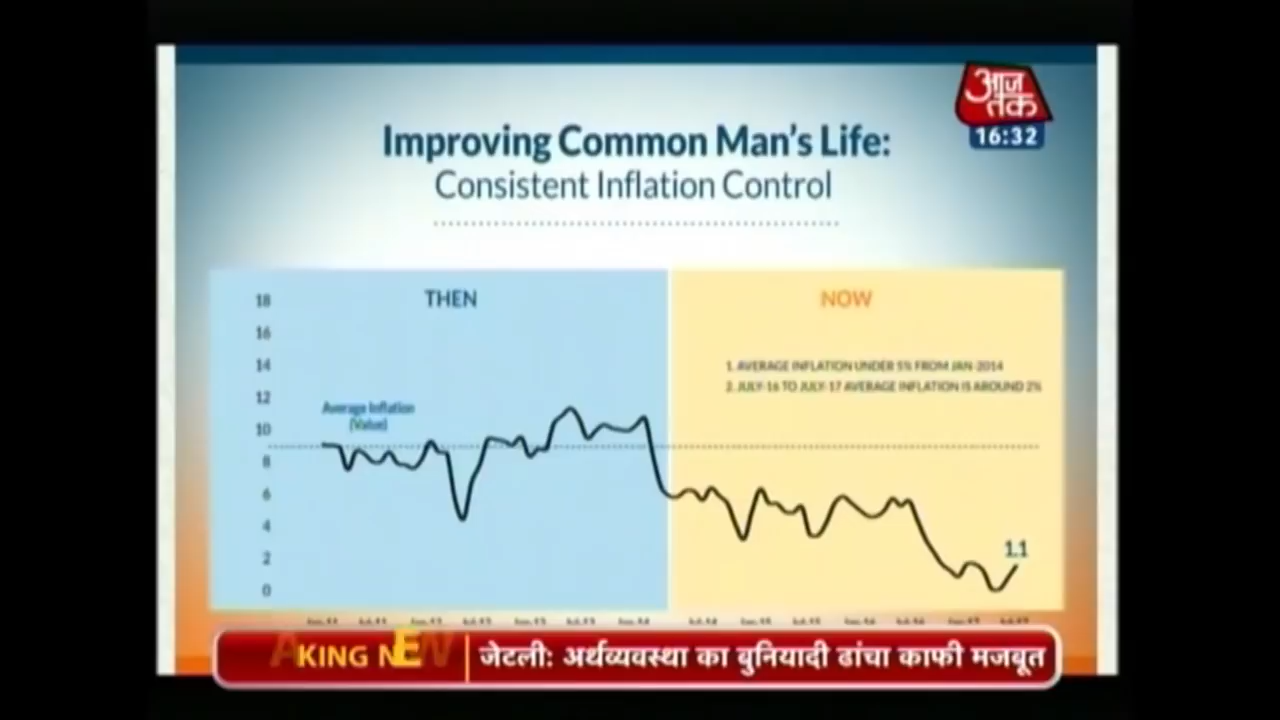 आज
तक
16:32
Improving Common Man's Life:
Consistent Inflation Control
THEN
NOW
18
16
14
12
10
8
6
4
2
0
Average Inflation
(Value)
1. AVERAGE INFLATION UNDER 5% FROM JAN-2014
2. JULY-16 TO JULY-17 AVERAGE INFLATION IS AROUND 2%
1.1
KING NE
जेटली: अर्थव्यवस्था का बुनियादी ढांचा काफी मजबूत